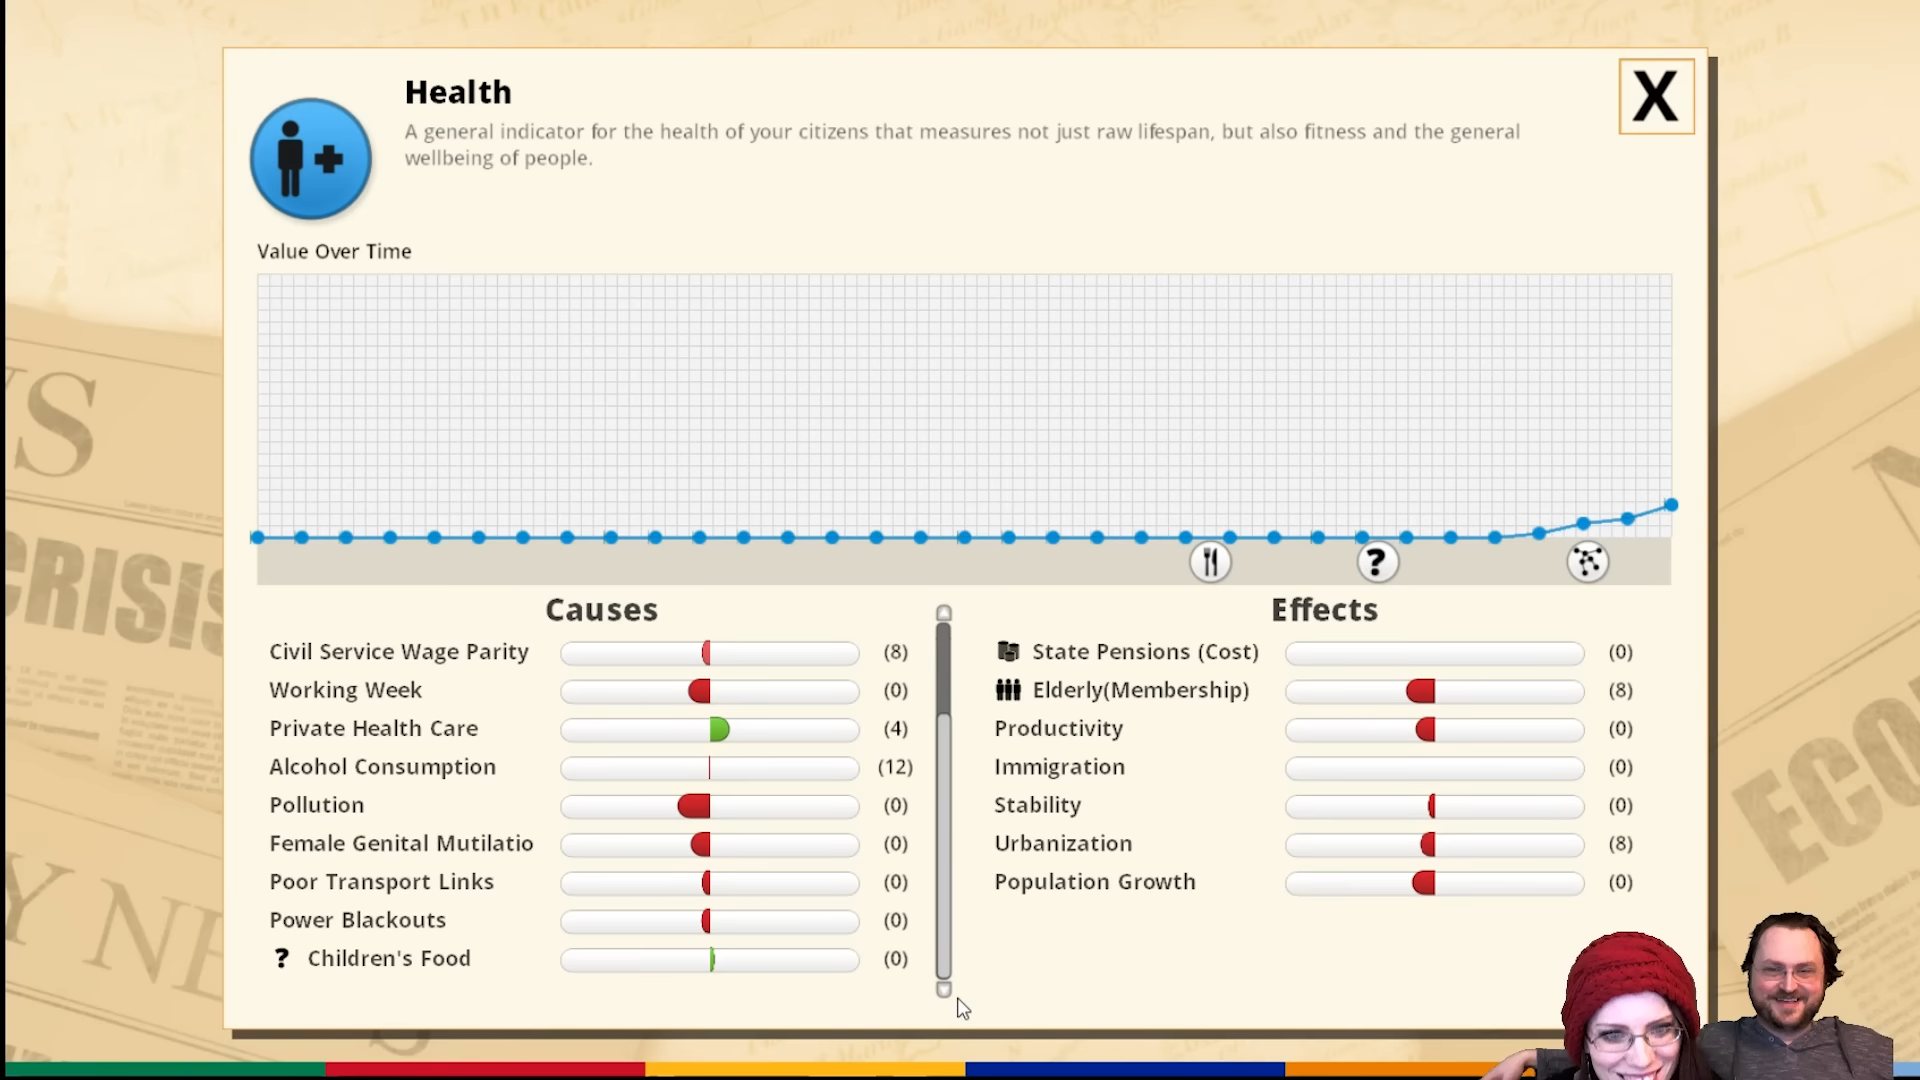 Health
X
A general indicator for the health of your citizens that measures not just raw lifespan, but also fitness and the general
wellbeing of people.
Value Over Time
?
Causes
Effects
Civil Service Wage Parity (8)
Working Week (0)
Private Health Care (4)
Alcohol Consumption (12)
Pollution (0)
Female Genital Mutilatio (0)
Poor Transport Links (0)
Power Blackouts (0)
? Children's Food (0)
State Pensions (Cost) (0)
Elderly(Membership) (8)
Productivity (0)
Immigration (0)
Stability (0)
Urbanization (8)
Population Growth (0)
CRISIS
ECO